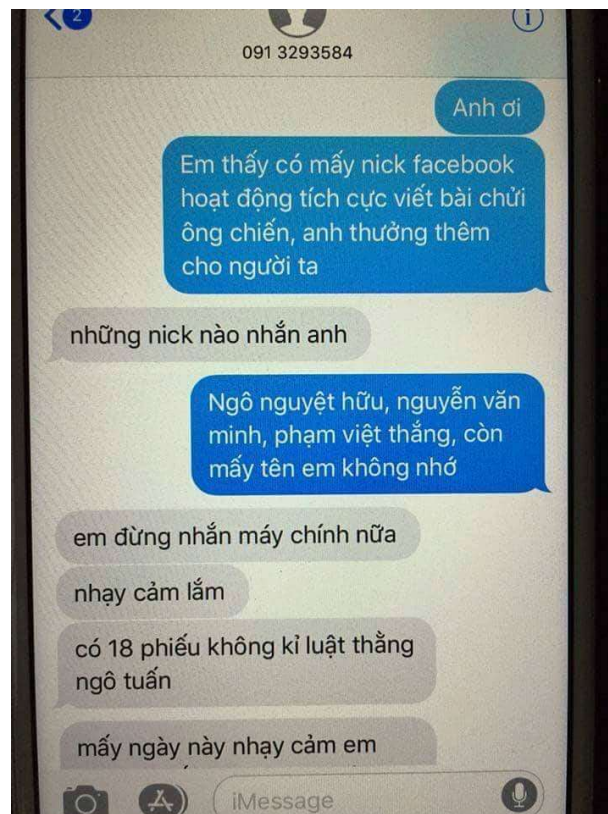 2
091 3293584
Anh ơi
Em thấy có mấy nick facebook
hoạt động tích cực viết bài chửi
ông chiến, anh thưởng thêm
cho người ta
những nick nào nhắn anh
Ngô nguyệt hữu, nguyễn văn
minh, phạm việt thắng, còn
mấy tên em không nhớ
em đừng nhắn máy chính nữa
nhạy cảm lắm
có 18 phiếu không kỉ luật thằng
ngô tuấn
mấy ngày này nhạy cảm em
iMessage